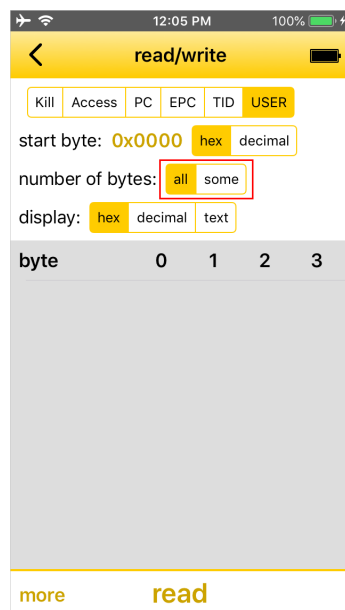 12:05 PM 100%
read/write
Kill Access PC EPC TID USER
start byte: 0x0000 hex decimal
number of bytes: all some
display: hex decimal text
byte 0 1 2 3
more read